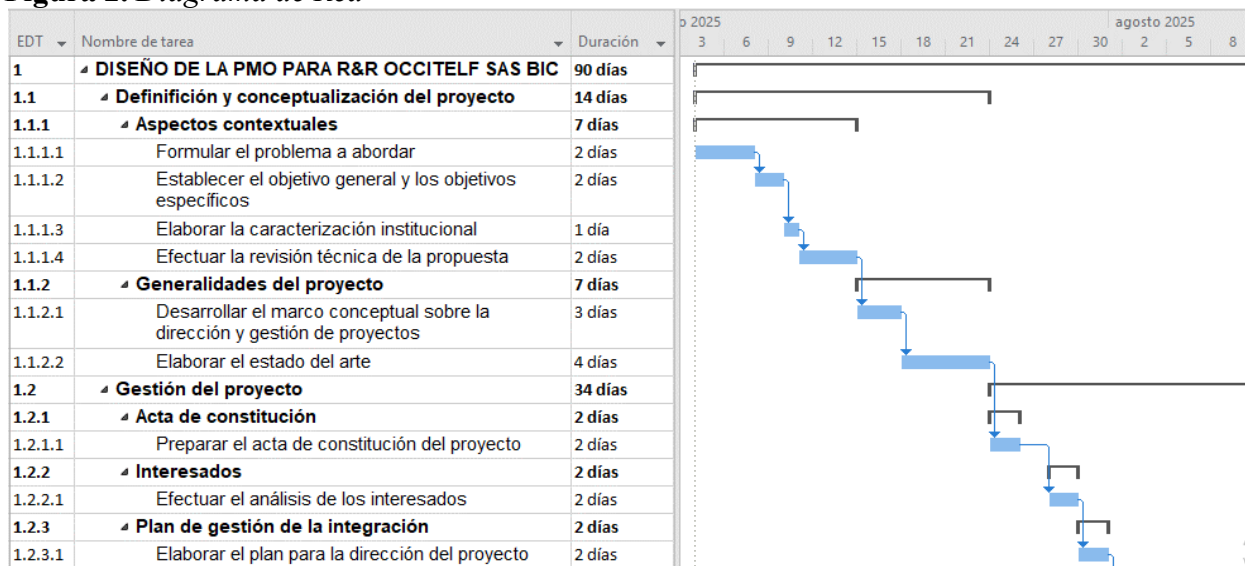 Figura 2. Diagrama de Red
o 2025 agosto 2025
EDT Nombre de tarea Duración 3 6 9 12 15 18 21 24 27 30 2 5 8
1 DISEÑO DE LA PMO PARA R&R OCCITELF SAS BIC 90 días
1.1 Definifición y conceptualización del proyecto 14 días
1.1.1 Aspectos contextuales 7 días
1.1.1.1 Formular el problema a abordar 2 días
1.1.1.2 Establecer el objetivo general y los objetivos 2 días
específicos
1.1.1.3 Elaborar la caracterización institucional 1 día
1.1.1.4 Efectuar la revisión técnica de la propuesta 2 días
1.1.2 Generalidades del proyecto 7 días
1.1.2.1 Desarrollar el marco conceptual sobre la 3 días
dirección y gestión de proyectos
1.1.2.2 Elaborar el estado del arte 4 días
1.2 Gestión del proyecto 34 días
1.2.1 Acta de constitución 2 días
1.2.1.1 Preparar el acta de constitución del proyecto 2 días
1.2.2 Interesados 2 días
1.2.2.1 Efectuar el análisis de los interesados 2 días
1.2.3 Plan de gestión de la integración 2 días
1.2.3.1 Elaborar el plan para la dirección del proyecto 2 días